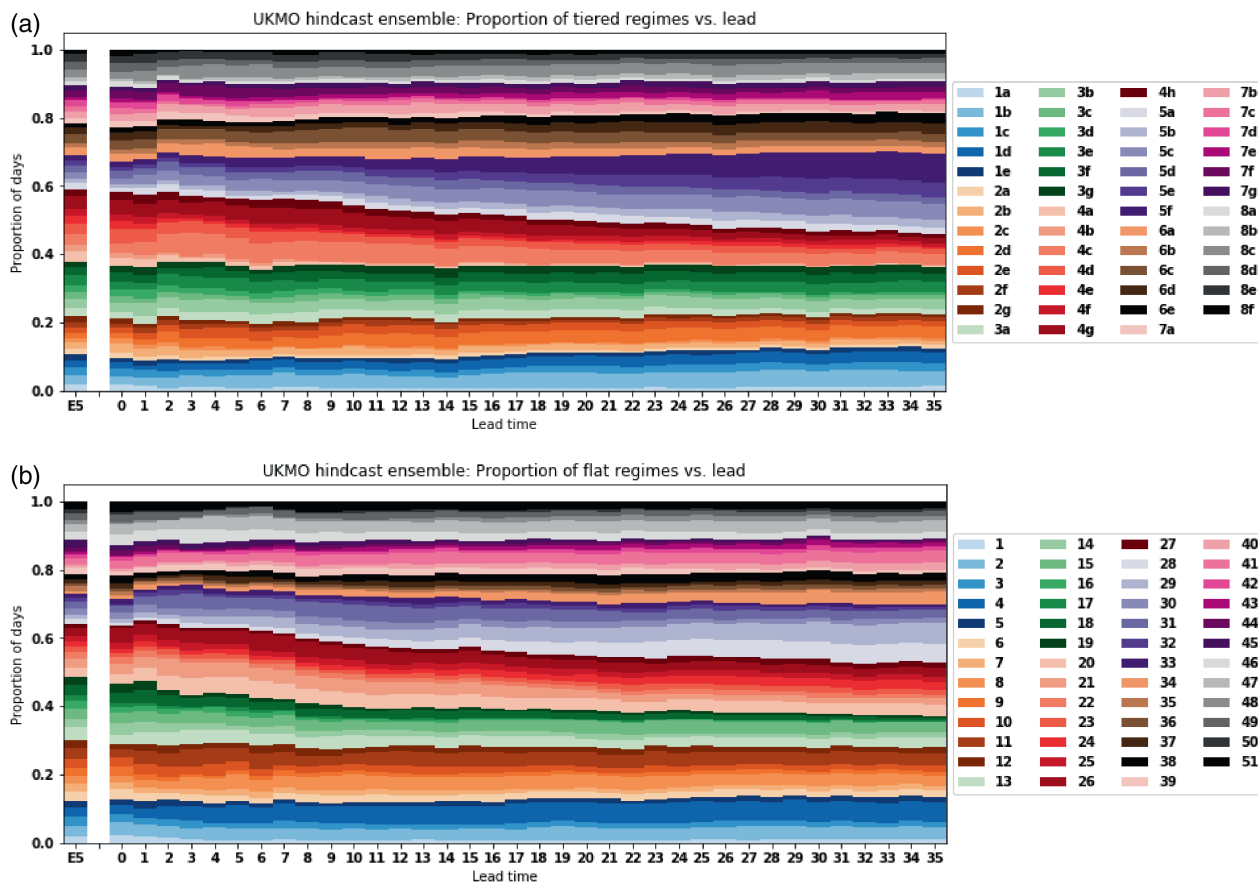 (a)
UKMO hindcast ensemble: Proportion of tiered regimes vs. lead
Proportion of days
1.0
0.8
0.6
0.4
0.2
0.0
E5 0 1 2 3 4 5 6 7 8 9 10 11 12 13 14 15 16 17 18 19 20 21 22 23 24 25 26 27 28 29 30 31 32 33 34 35
Lead time
1a 3b 4h 7b
1b 3c 5a 7c
1c 3d 5b 7d
1d 3e 5c 7e
1e 3f 5d 7f
2a 3g 5e 7g
2b 4a 5f 8a
2c 4b 6a 8b
2d 4c 6b 8c
2e 4d 6c 8d
2f 4e 6d 8e
2g 4f 6e 8f
3a 4g 7a
(b)
UKMO hindcast ensemble: Proportion of flat regimes vs. lead
Proportion of days
1.0
0.8
0.6
0.4
0.2
0.0
E5 0 1 2 3 4 5 6 7 8 9 10 11 12 13 14 15 16 17 18 19 20 21 22 23 24 25 26 27 28 29 30 31 32 33 34 35
Lead time
1 14 27 40
2 15 28 41
3 16 29 42
4 17 30 43
5 18 31 44
6 19 32 45
7 20 33 46
8 21 34 47
9 22 35 48
10 23 36 49
11 24 37 50
12 25 38 51
13 26 39